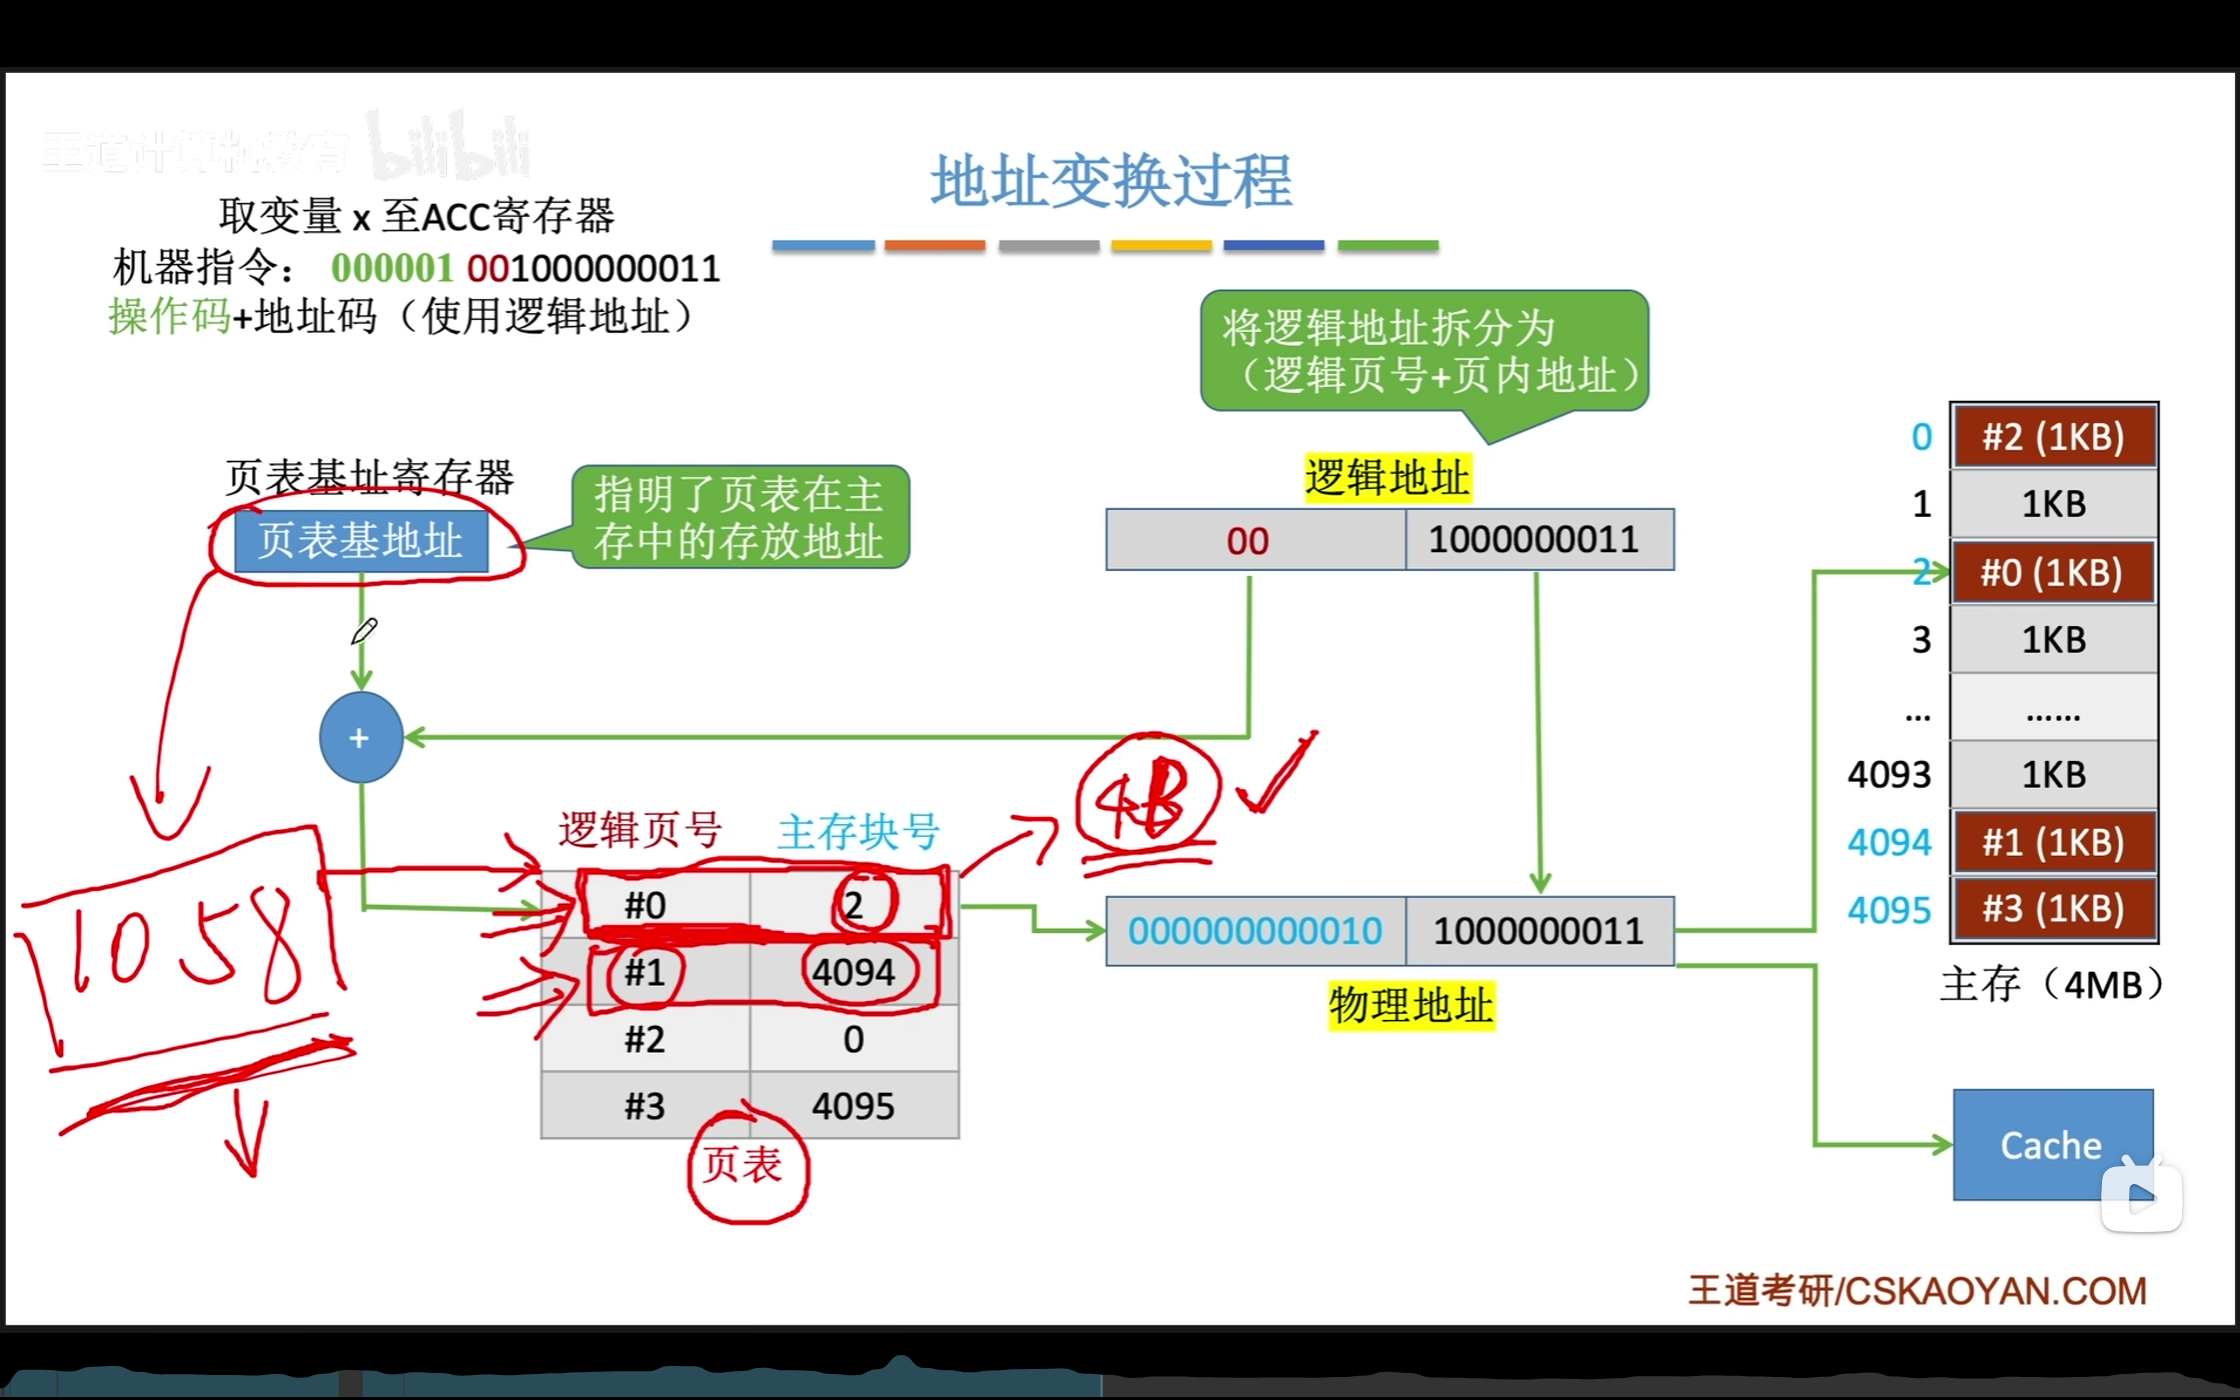 王道计算机教育 bilibili
地址变换过程
取变量 x 至ACC寄存器
机器指令： 000001 001000000011
操作码+地址码（使用逻辑地址）
将逻辑地址拆分为
（逻辑页号+页内地址）
页表基址寄存器
页表基地址
指明了页表在主
存中的存放地址
逻辑地址
00 1000000011
+
4B
1058
逻辑页号 主存块号
#0 2
#1 4094
#2 0
#3 4095
页表
000000000010 1000000011
物理地址
0 #2 (1KB)
1 1KB
2 #0 (1KB)
3 1KB
... ......
4093 1KB
4094 #1 (1KB)
4095 #3 (1KB)
主存（4MB）
Cache
王道考研/CSKAOYAN.COM